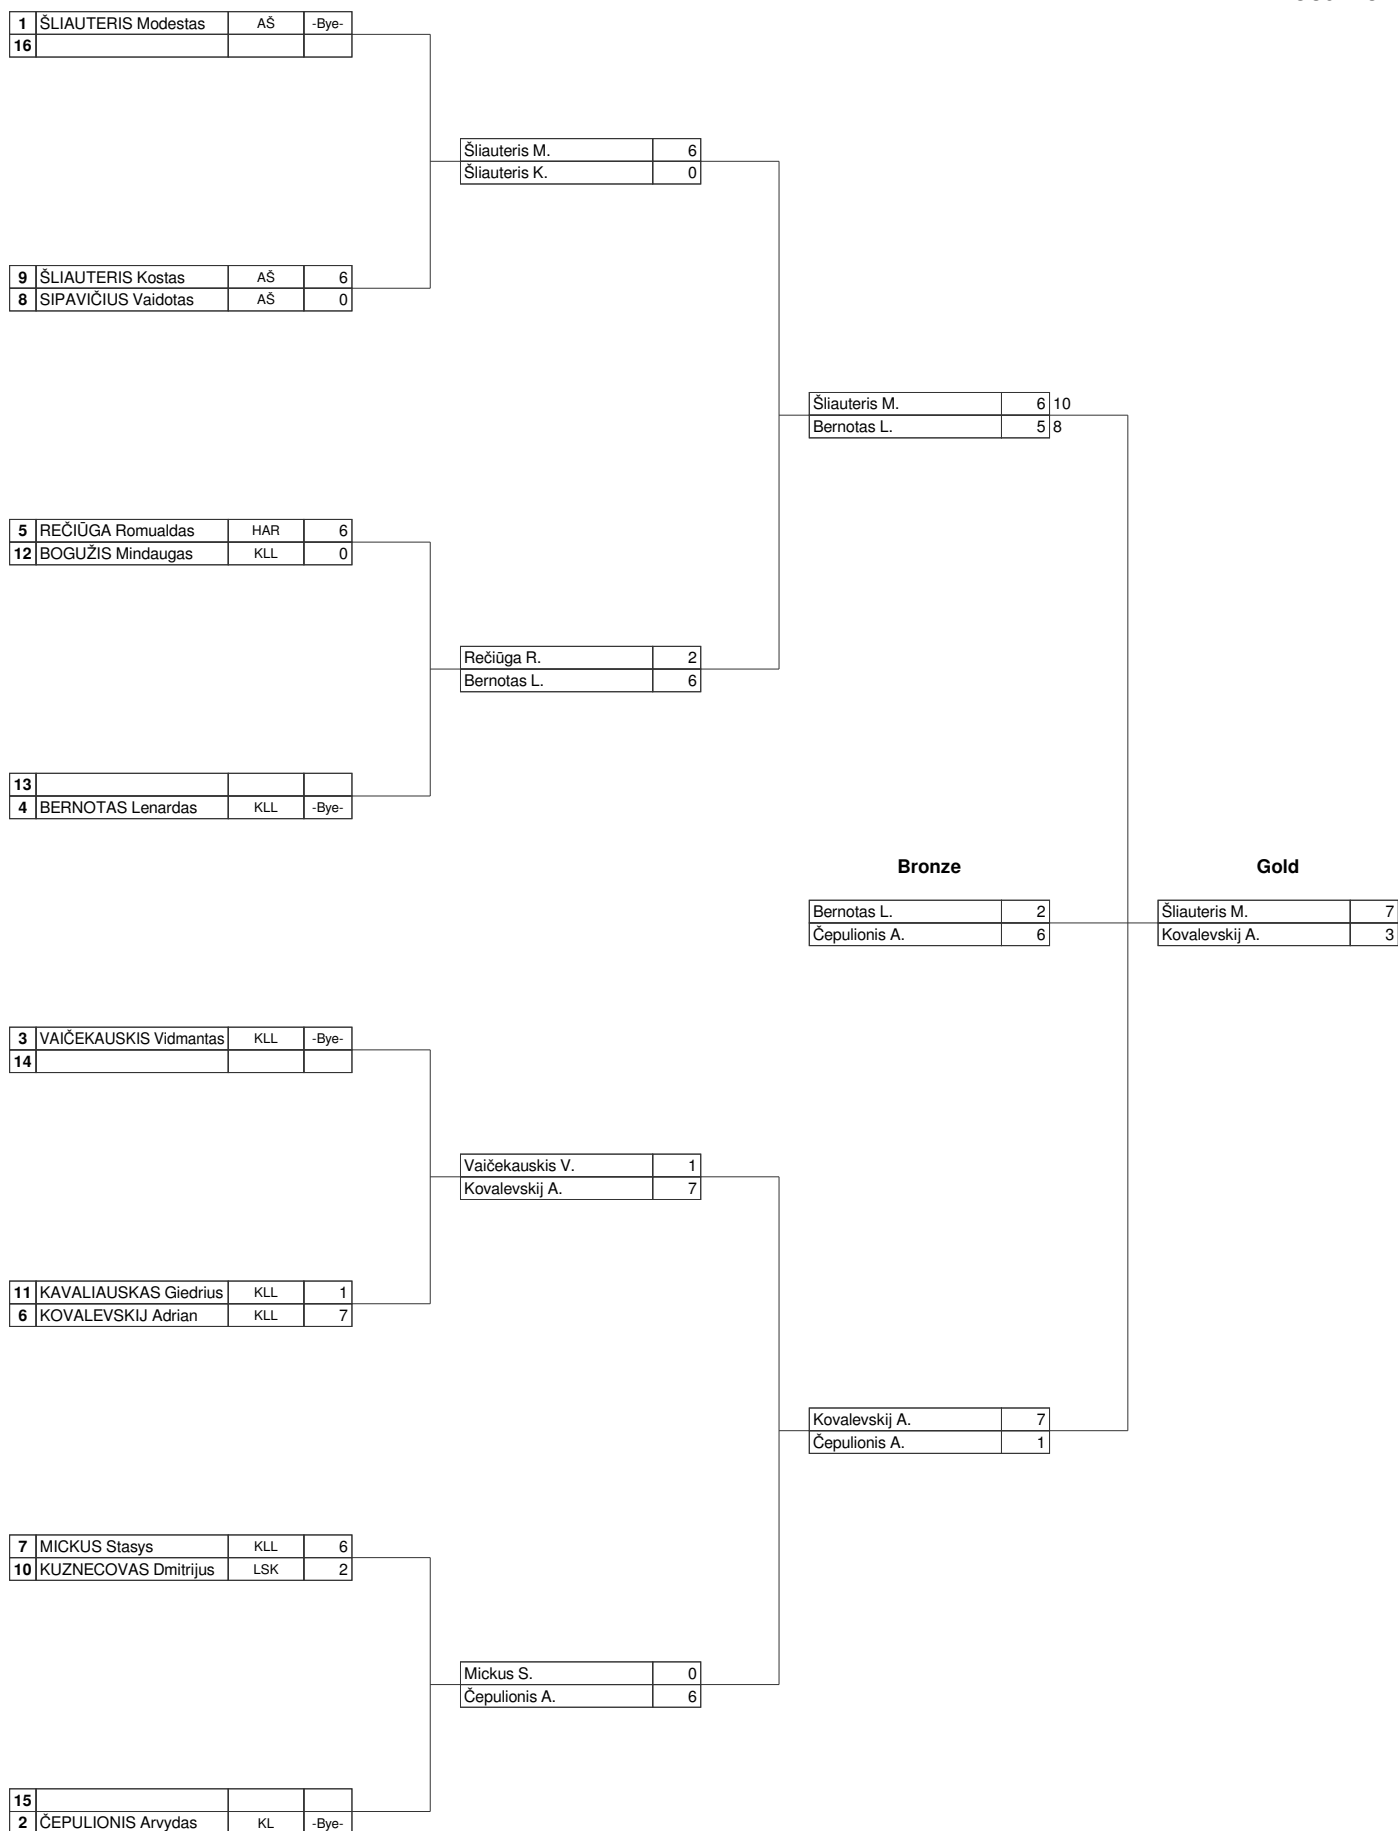 1 ŠLIAUTERIS Modestas AŠ -Bye-
16
Šliauteris M. 6
Šliauteris K. 0
9 ŠLIAUTERIS Kostas AŠ 6
8 SIPAVIČIUS Vaidotas AŠ 0
Šliauteris M. 6 10
Bernotas L. 5 8
5 REČIŪGA Romualdas HAR 6
12 BOGUŽIS Mindaugas KLL 0
Rečiūga R. 2
Bernotas L. 6
13
4 BERNOTAS Lenardas KLL -Bye-
Bronze Gold
Bernotas L. 2 Šliauteris M. 7
Čepulionis A. 6 Kovalevskij A. 3
3 VAIČEKAUSKIS Vidmantas KLL -Bye-
14
Vaičekauskis V. 1
Kovalevskij A. 7
11 KAVALIAUSKAS Giedrius KLL 1
6 KOVALEVSKIJ Adrian KLL 7
Kovalevskij A. 7
Čepulionis A. 1
7 MICKUS Stasys KLL 6
10 KUZNECOVAS Dmitrijus LSK 2
Mickus S. 0
Čepulionis A. 6
15
2 ČEPULIONIS Arvydas KL -Bye-